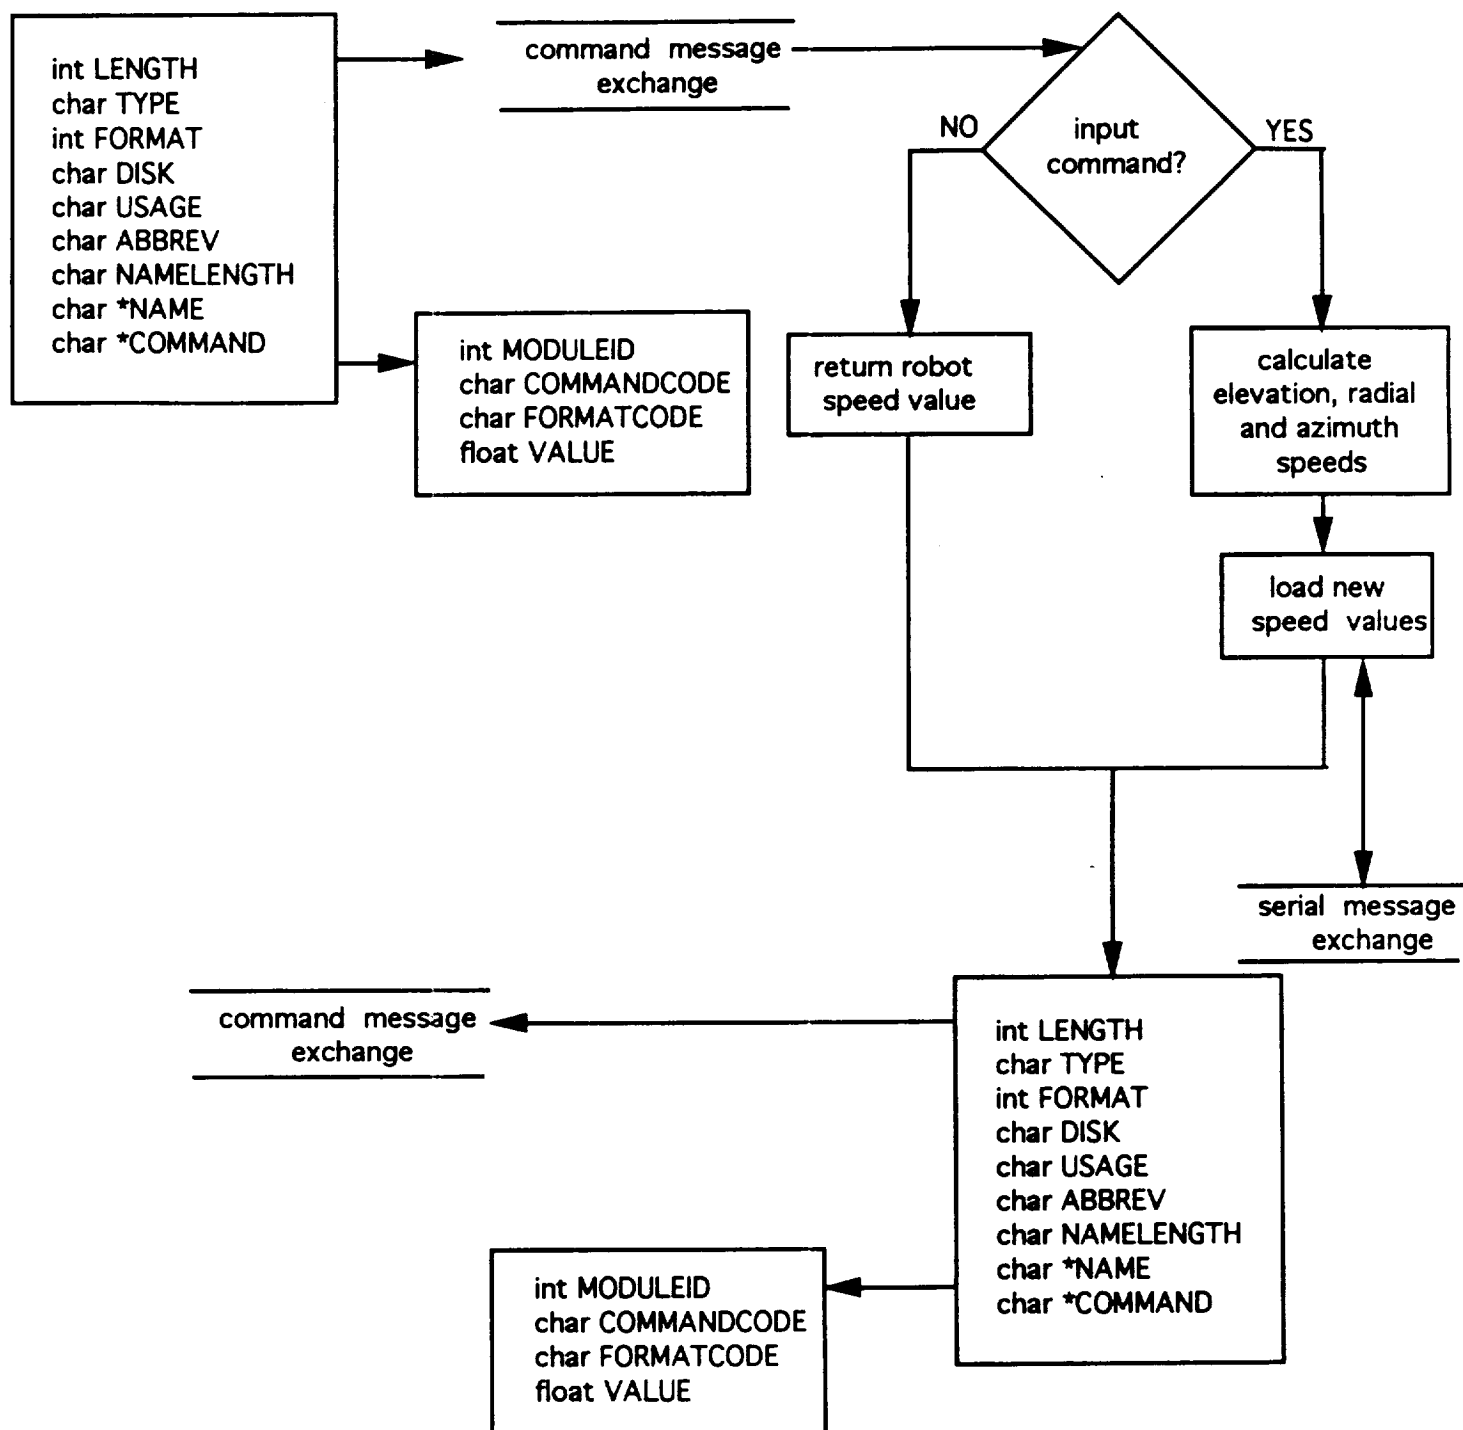 int LENGTH
char TYPE
int FORMAT
char DISK
char USAGE
char ABBREV
char NAMELENGTH
char *NAME
char *COMMAND
command message
exchange
input
command?
NO
YES
int MODULEID
char COMMANDCODE
char FORMATCODE
float VALUE
return robot
speed value
calculate
elevation, radial
and azimuth
speeds
load new
speed values
serial message
exchange
command message
exchange
int LENGTH
char TYPE
int FORMAT
char DISK
char USAGE
char ABBREV
char NAMELENGTH
char *NAME
char *COMMAND
int MODULEID
char COMMANDCODE
char FORMATCODE
float VALUE